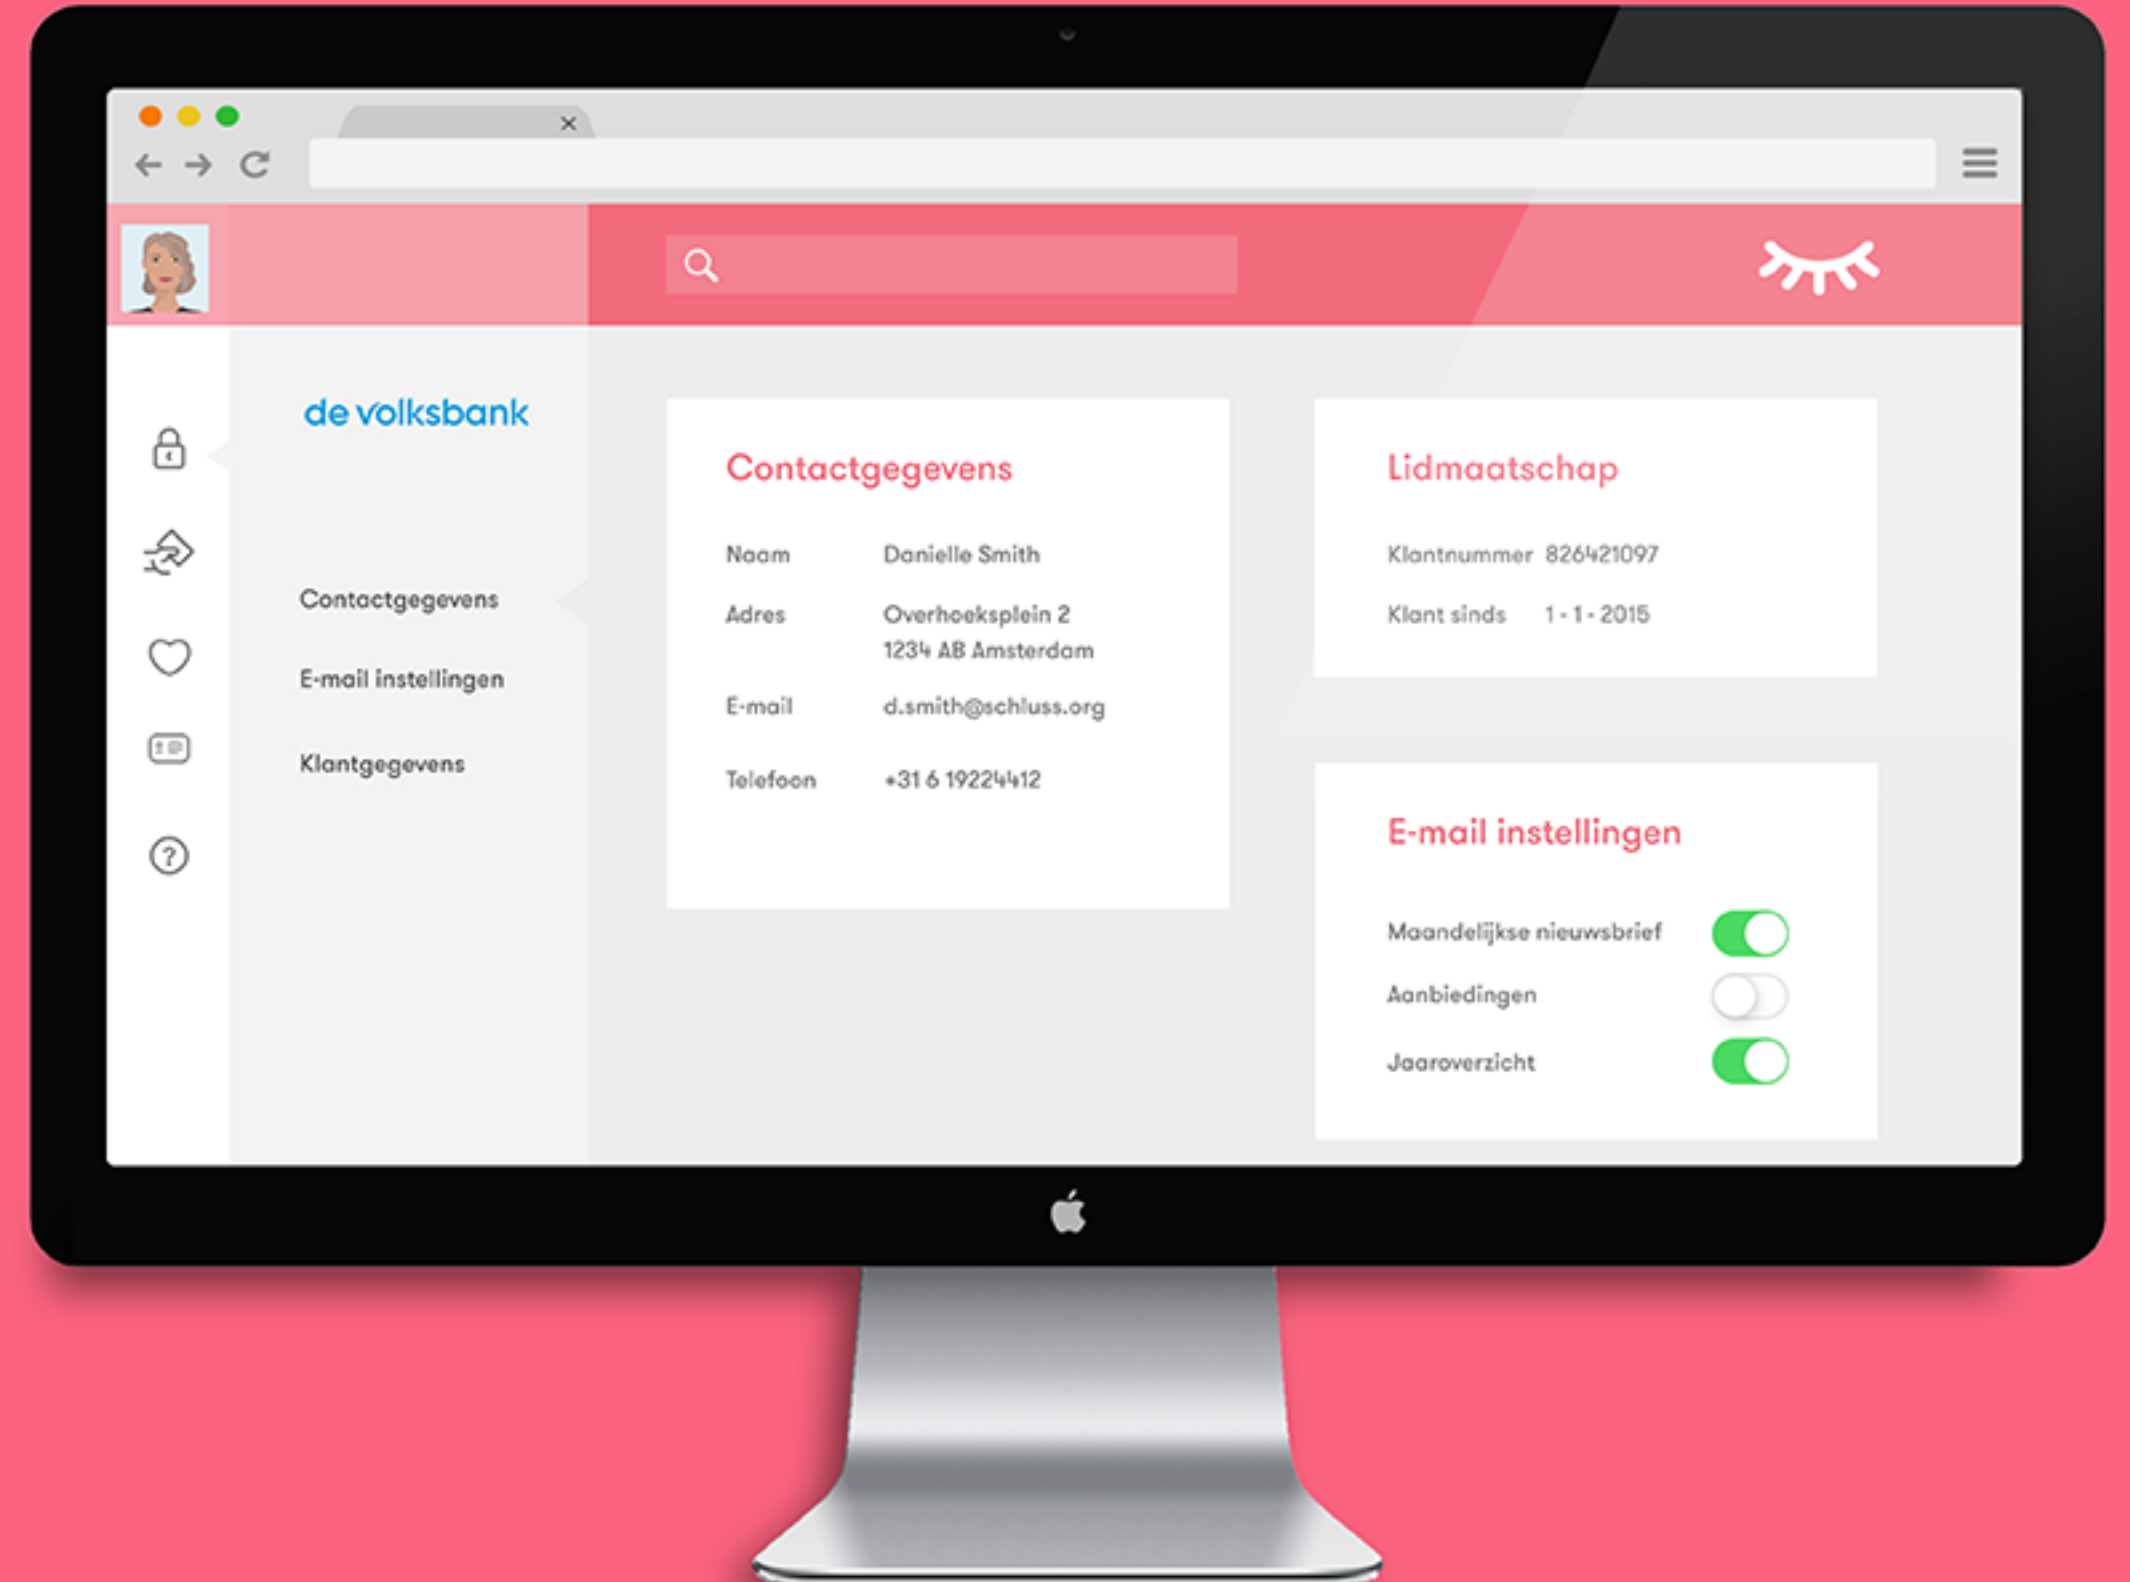 de volksbank
Contactgegevens
E-mail instellingen
Klantgegevens
Contactgegevens
Naam Danielle Smith
Adres Overhoeksplein 2
1234 AB Amsterdam
E-mail d.smith@schluss.org
Telefoon +31 6 19224412
Lidmaatschap
Klantnummer 826421097
Klant sinds 1 - 1 - 2015
E-mail instellingen
Maandelijkse nieuwsbrief
Aanbiedingen
Jaaroverzicht